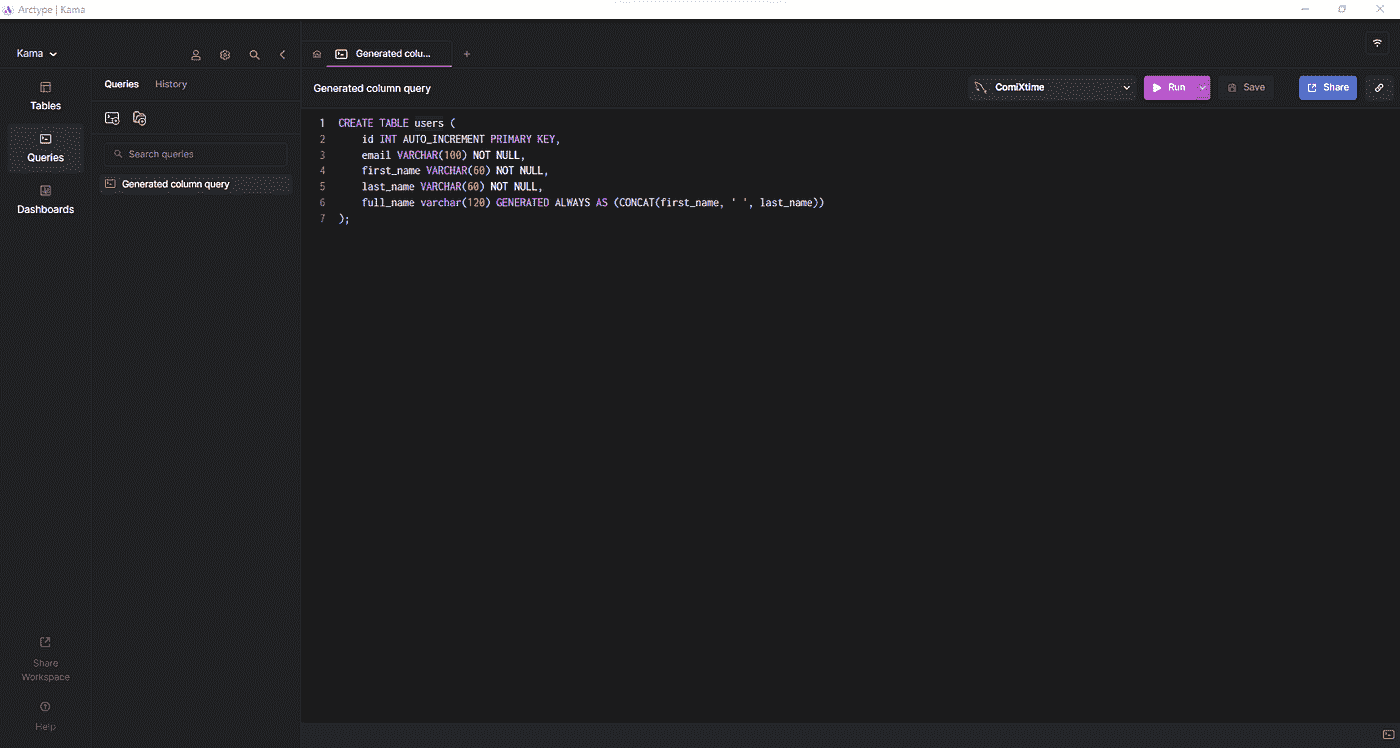 Arctype | Kama
Kama
Generated colu...
Tables
Queries
Dashboards
Share
Workspace
Help
Queries History
Search queries
Generated column query
Generated column query
ComiXtime
Run
Save
Share
1 CREATE TABLE users (
2 id INT AUTO_INCREMENT PRIMARY KEY,
3 email VARCHAR(100) NOT NULL,
4 first_name VARCHAR(60) NOT NULL,
5 last_name VARCHAR(60) NOT NULL,
6 full_name varchar(120) GENERATED ALWAYS AS (CONCAT(first_name, ' ', last_name))
7 );